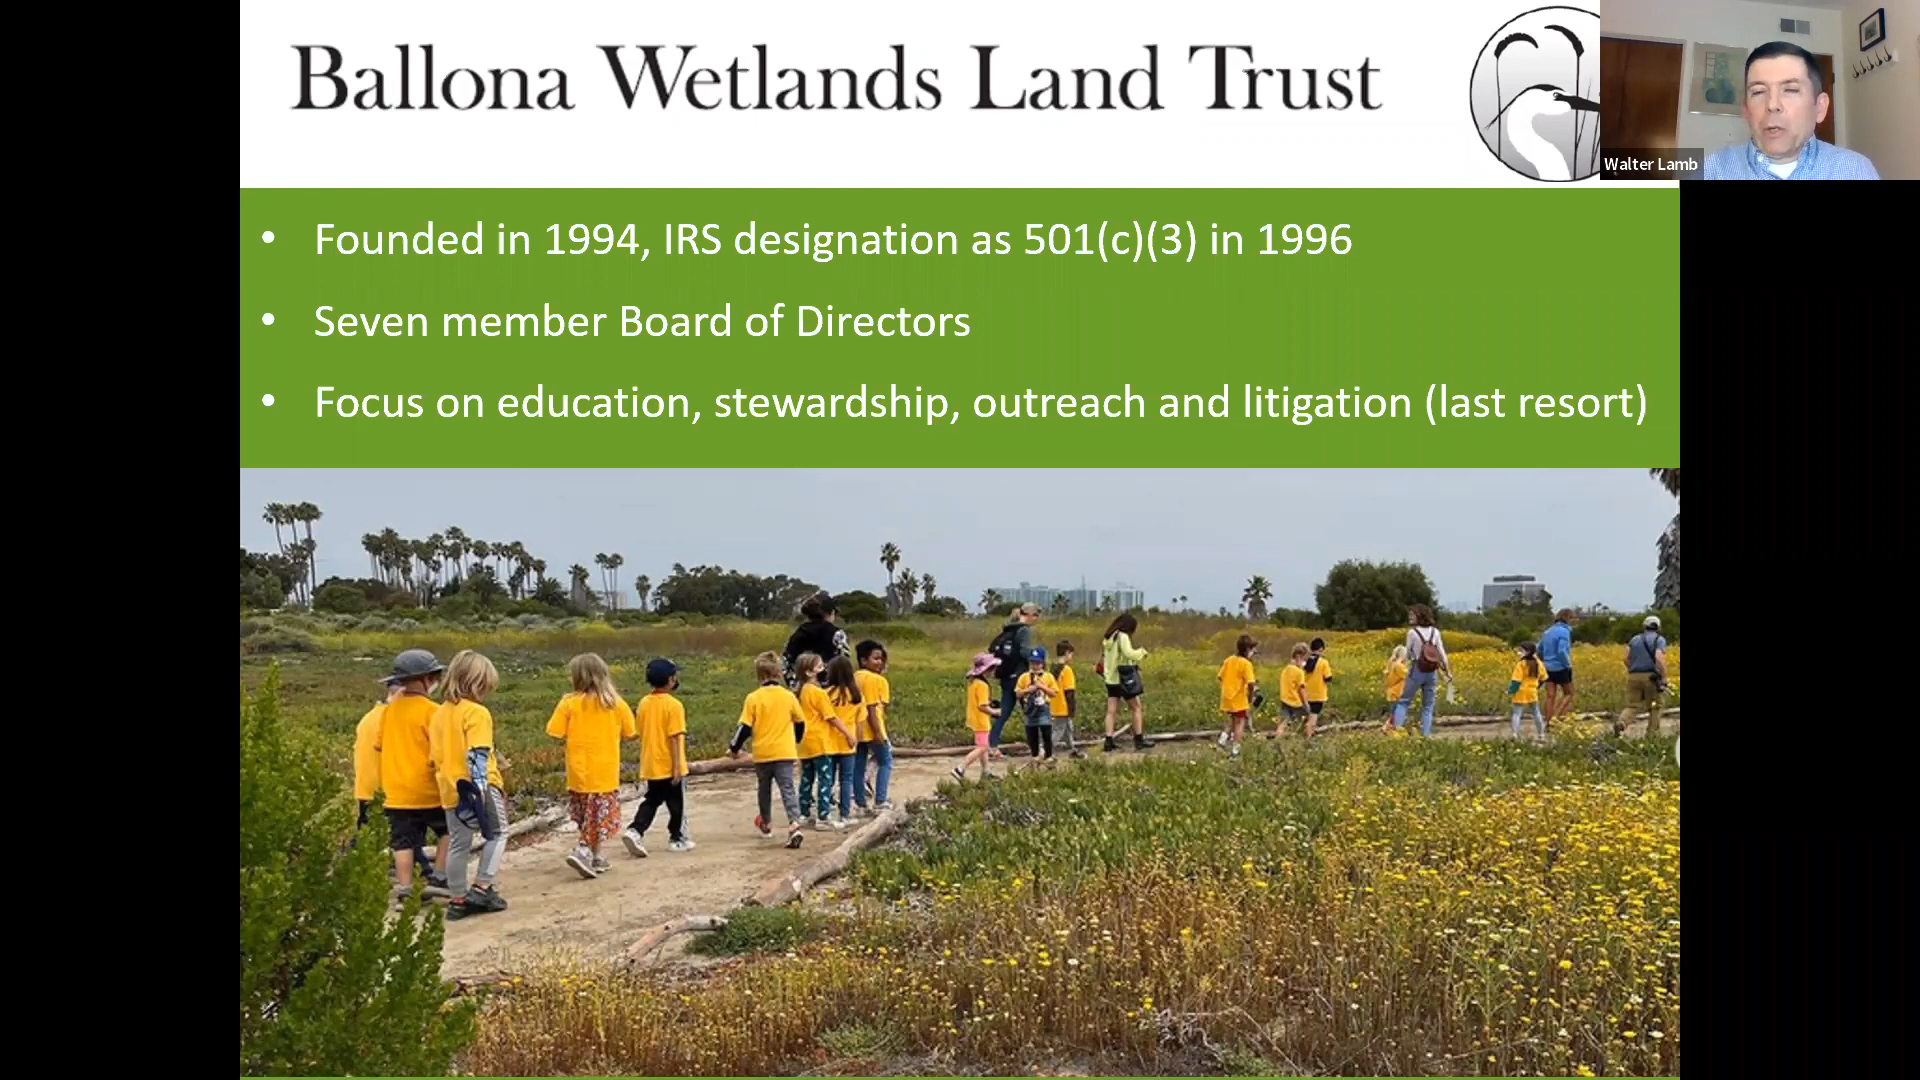 Ballona Wetlands Land Trust
Walter Lamb
• Founded in 1994, IRS designation as 501(c)(3) in 1996
• Seven member Board of Directors
• Focus on education, stewardship, outreach and litigation (last resort)